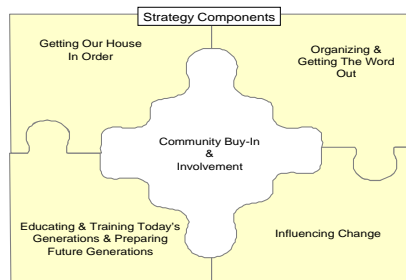 Strategy Components
Getting Our House
In Order
Organizing &
Getting The Word
Out
Community Buy-In
&
Involvement
Educating & Training Today's
Generations & Preparing
Future Generations
Influencing Change